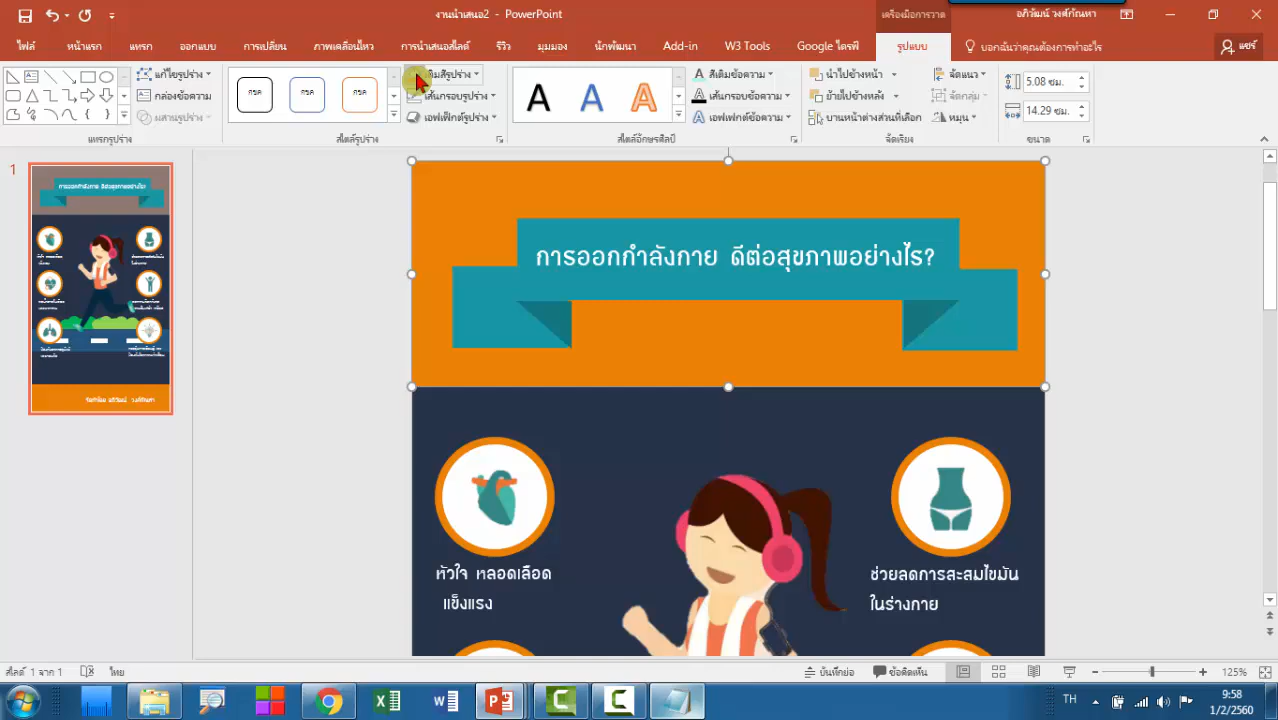 งานนำเสนอ2 - PowerPoint
เครื่องมือการวาด
อภิวัฒน์ วงศ์กัณหา
ไฟล์ หน้าแรก แทรก ออกแบบ การเปลี่ยน ภาพเคลื่อนไหว การนำเสนอสไลด์ รีวิว มุมมอง นักพัฒนา Add-in W3 Tools Google ไดรฟ์ รูปแบบ บอกฉันว่าคุณต้องการทำอะไร แชร์
แก้ไขรูปร่าง
กล่องข้อความ
ผสานรูปร่าง
แทรกรูปร่าง
กขค กขค กขค
เติมสีรูปร่าง
เส้นกรอบรูปร่าง
เอฟเฟ็กต์รูปร่าง
สไตล์รูปร่าง
A A A
สีเติมข้อความ
เส้นกรอบข้อความ
เอฟเฟกต์ข้อความ
สไตล์อักษรศิลป์
นำไปข้างหน้า
ย้ายไปข้างหลัง
บานหน้าต่างส่วนที่เลือก
จัดแนว
จัดกลุ่ม
หมุน
จัดเรียง
5.08 ซม.
14.29 ซม.
ขนาด
1
การออกกำลังกาย ดีต่อสุขภาพอย่างไร?
หัวใจ หลอดเลือด
แข็งแรง
ช่วยลดการสะสมไขมัน
ในร่างกาย
สไลด์ 1 จาก 1 ไทย บันทึกย่อ ข้อคิดเห็น 125%
TH
9:58
1/2/2560